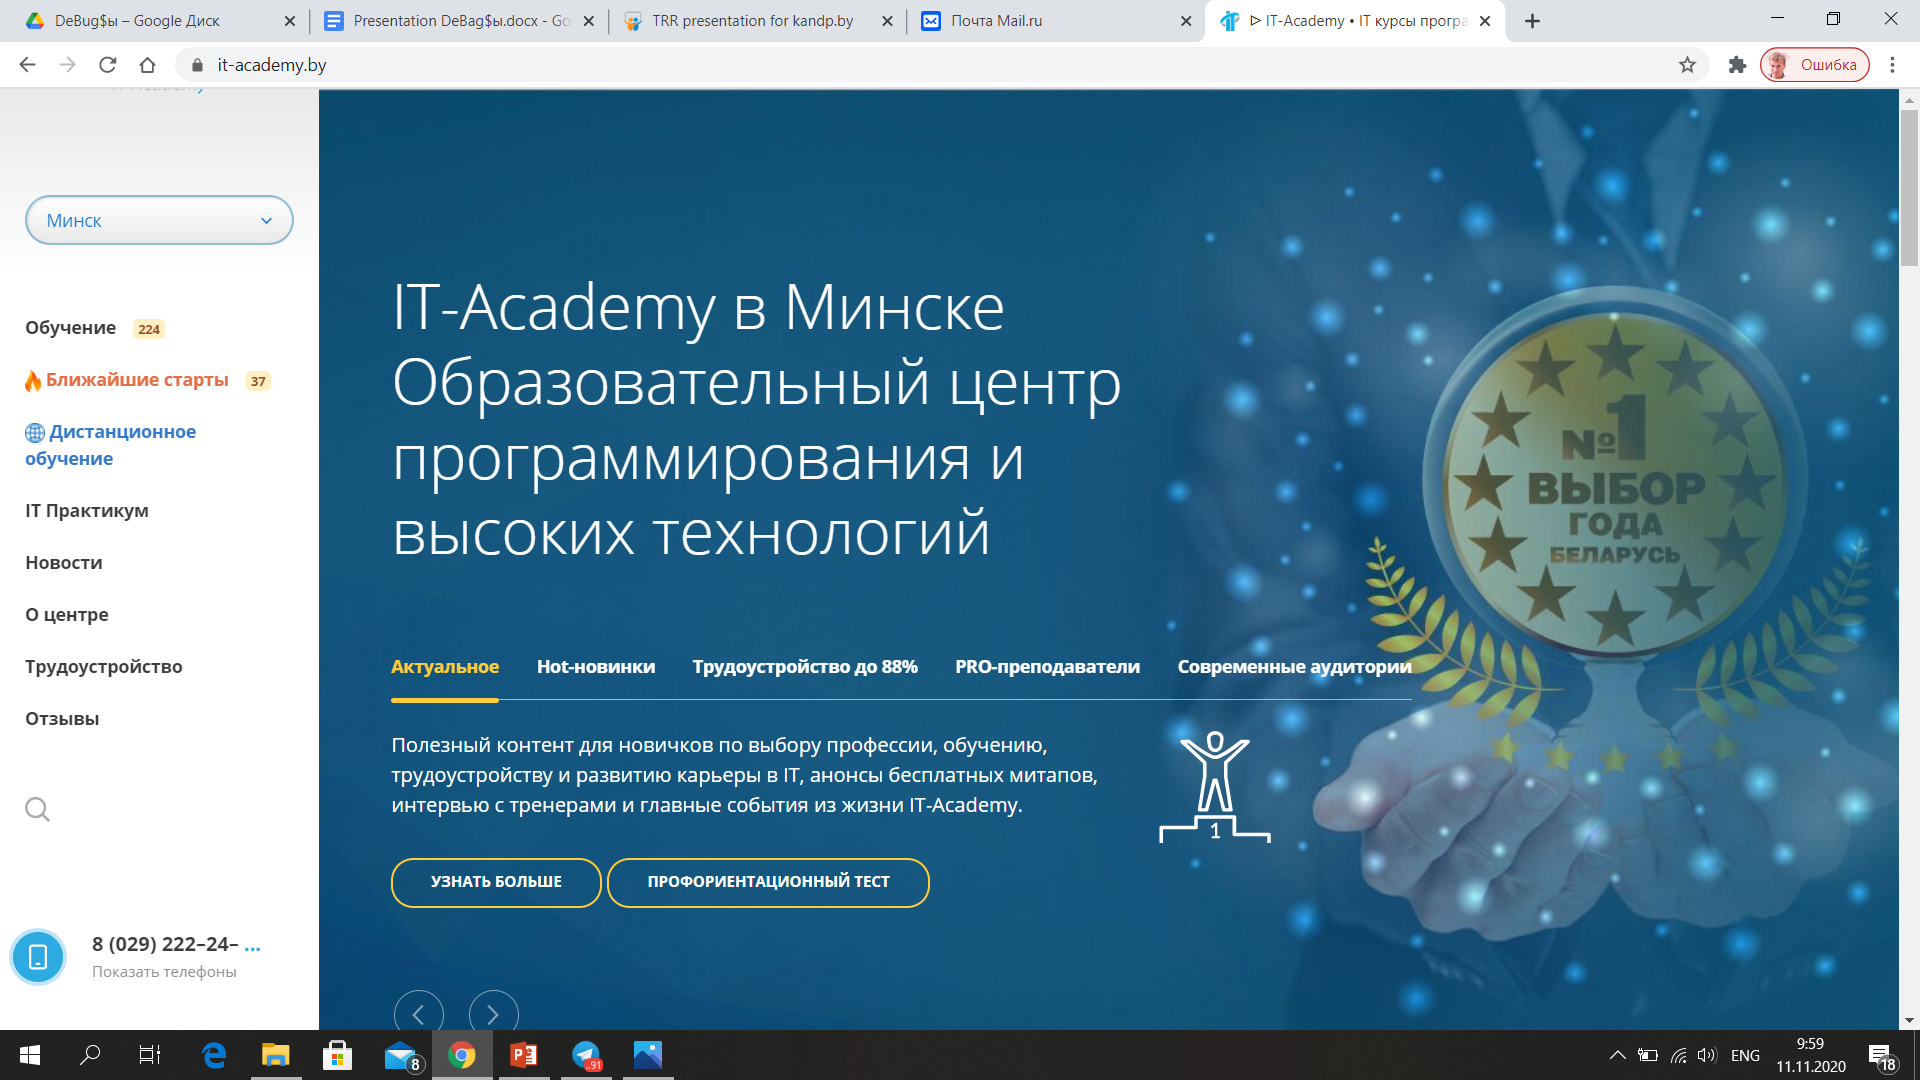 DeBug$ы – Google Диск
Presentation DeBag$ы.docx - Go
TRR presentation for kandp.by
Почта Mail.ru
ᐅ IT-Academy • IT курсы програ
it-academy.by
Ошибка
Минск
Обучение 224
Ближайшие старты 37
Дистанционное
обучение
IT Практикум
Новости
О центре
Трудоустройство
Отзывы
8 (029) 222–24– ...
Показать телефоны
IT-Academy в Минске
Образовательный центр
программирования и
высоких технологий
№1
ВЫБОР
ГОДА
БЕЛАРУСЬ
Актуальное Hot-новинки Трудоустройство до 88% PRO-преподаватели Современные аудитории
Полезный контент для новичков по выбору профессии, обучению,
трудоустройству и развитию карьеры в IT, анонсы бесплатных митапов,
интервью с тренерами и главные события из жизни IT-Academy.
1
УЗНАТЬ БОЛЬШЕ ПРОФОРИЕНТАЦИОННЫЙ ТЕСТ
8
..91
ENG
9:59
11.11.2020
18